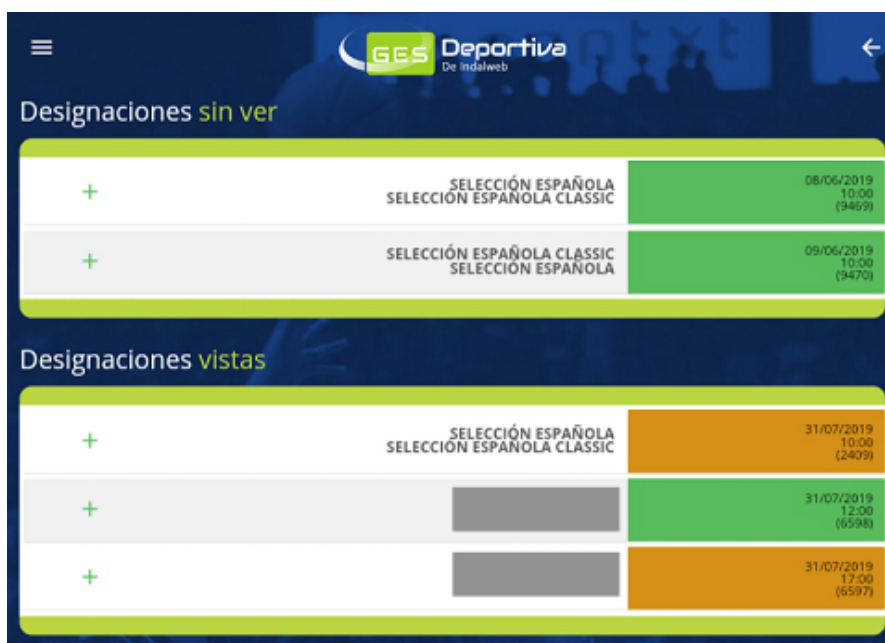 GES Deportiva
De Indalweb
Designaciones sin ver
+
SELECCIÓN ESPAÑOLA
SELECCIÓN ESPAÑOLA CLASSIC
08/06/2019
10:00
(9469)
+
SELECCIÓN ESPAÑOLA CLASSIC
SELECCIÓN ESPAÑOLA
09/06/2019
10:00
(9470)
Designaciones vistas
+
SELECCIÓN ESPAÑOLA
SELECCIÓN ESPAÑOLA CLASSIC
31/07/2019
10:00
(2409)
+
31/07/2019
12:00
(6598)
+
31/07/2019
17:00
(6597)